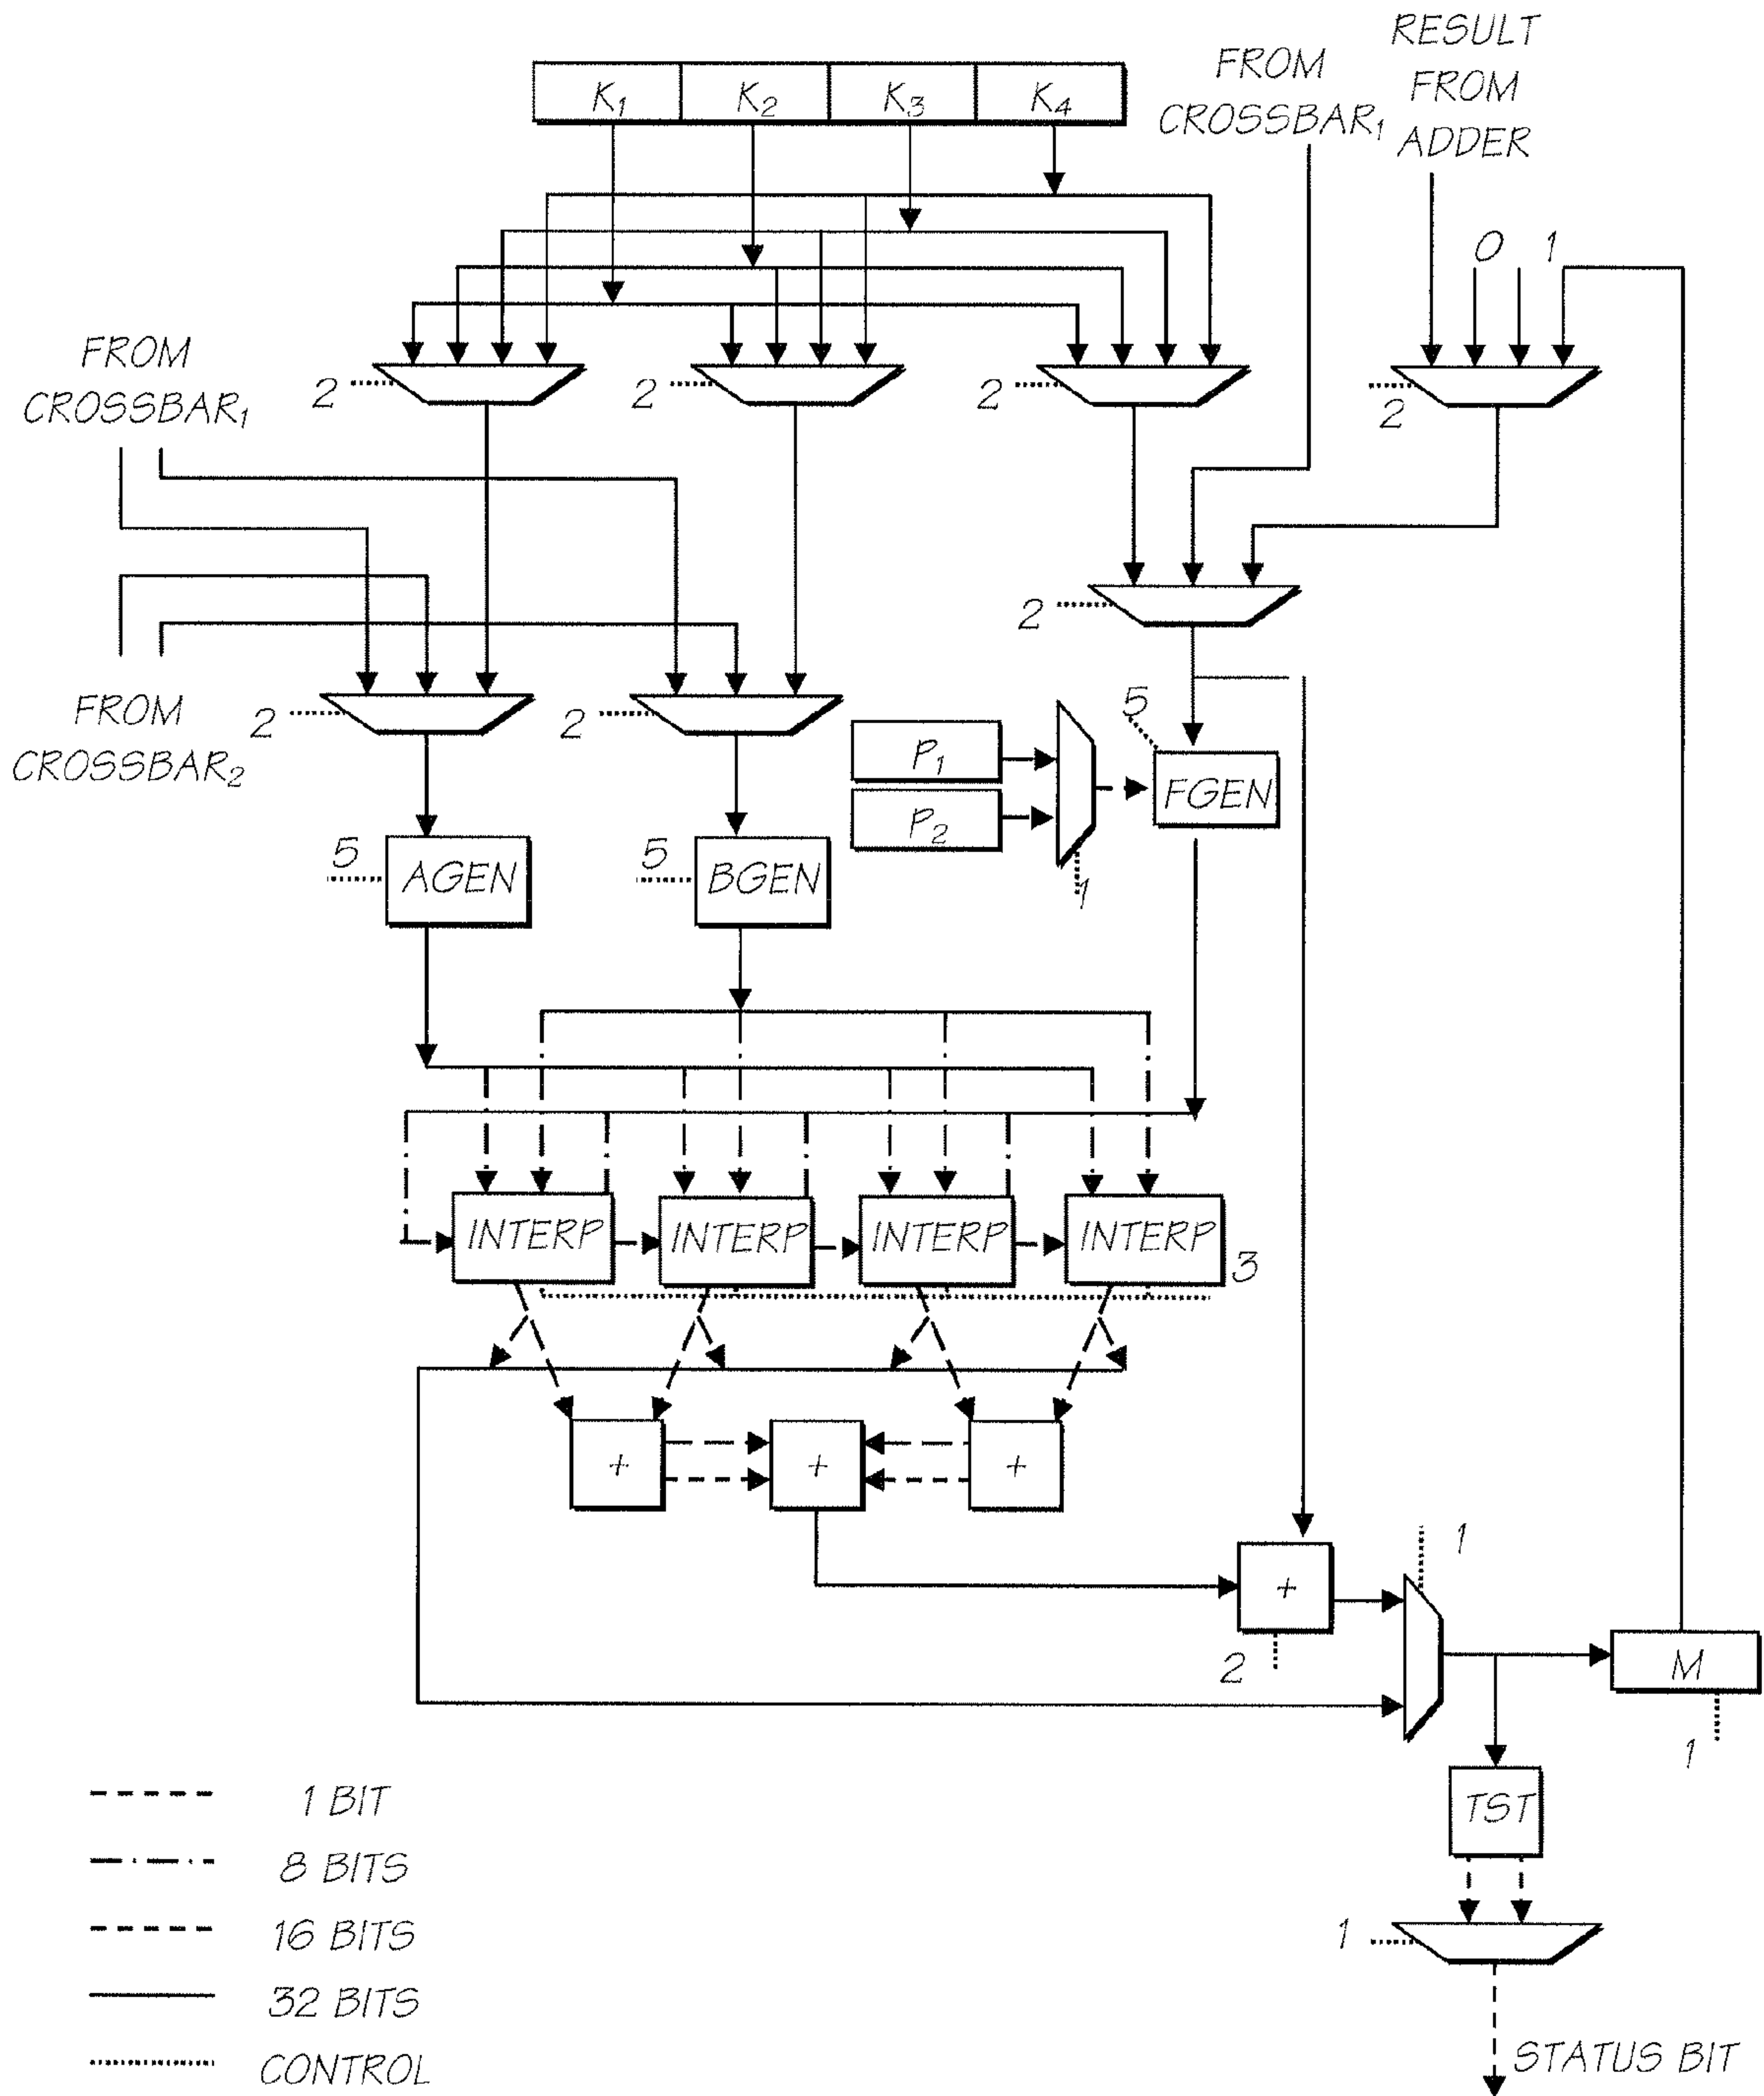 RESULT
FROM
ADDER
FROM
CROSSBAR₁
K₁ K₂ K₃ K₄
0 1
FROM
CROSSBAR₁
2
2
2
2
2
FROM
CROSSBAR₂
2
2
P₁
P₂
1
5
FGEN
5
AGEN
5
BGEN
INTERP
INTERP
INTERP
INTERP
3
+
+
+
+
2
1
M
1
TST
1
STATUS BIT
1 BIT
8 BITS
16 BITS
32 BITS
CONTROL